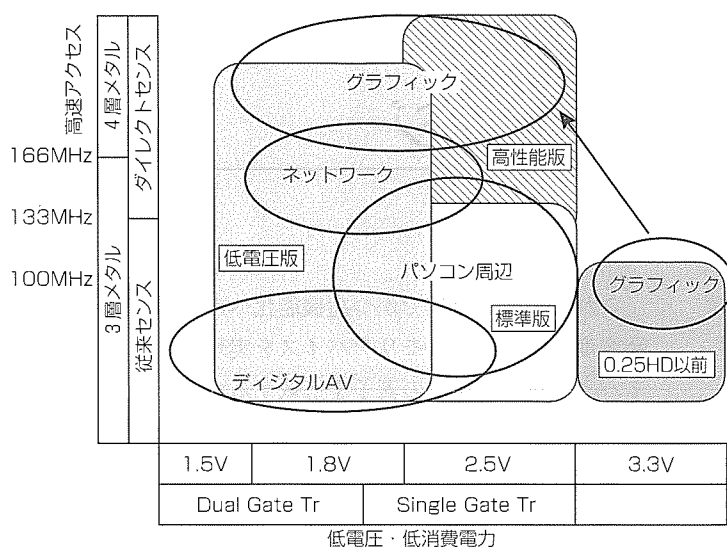 高速アクセス
4層メタル
ダイレクトセンス
166MHz
133MHz
100MHz
3層メタル
従来センス
グラフィック
高性能版
ネットワーク
低電圧版
パソコン周辺
グラフィック
標準版
0.25HD以前
ディジタルAV
1.5V
1.8V
2.5V
3.3V
Dual Gate Tr
Single Gate Tr
低電圧・低消費電力